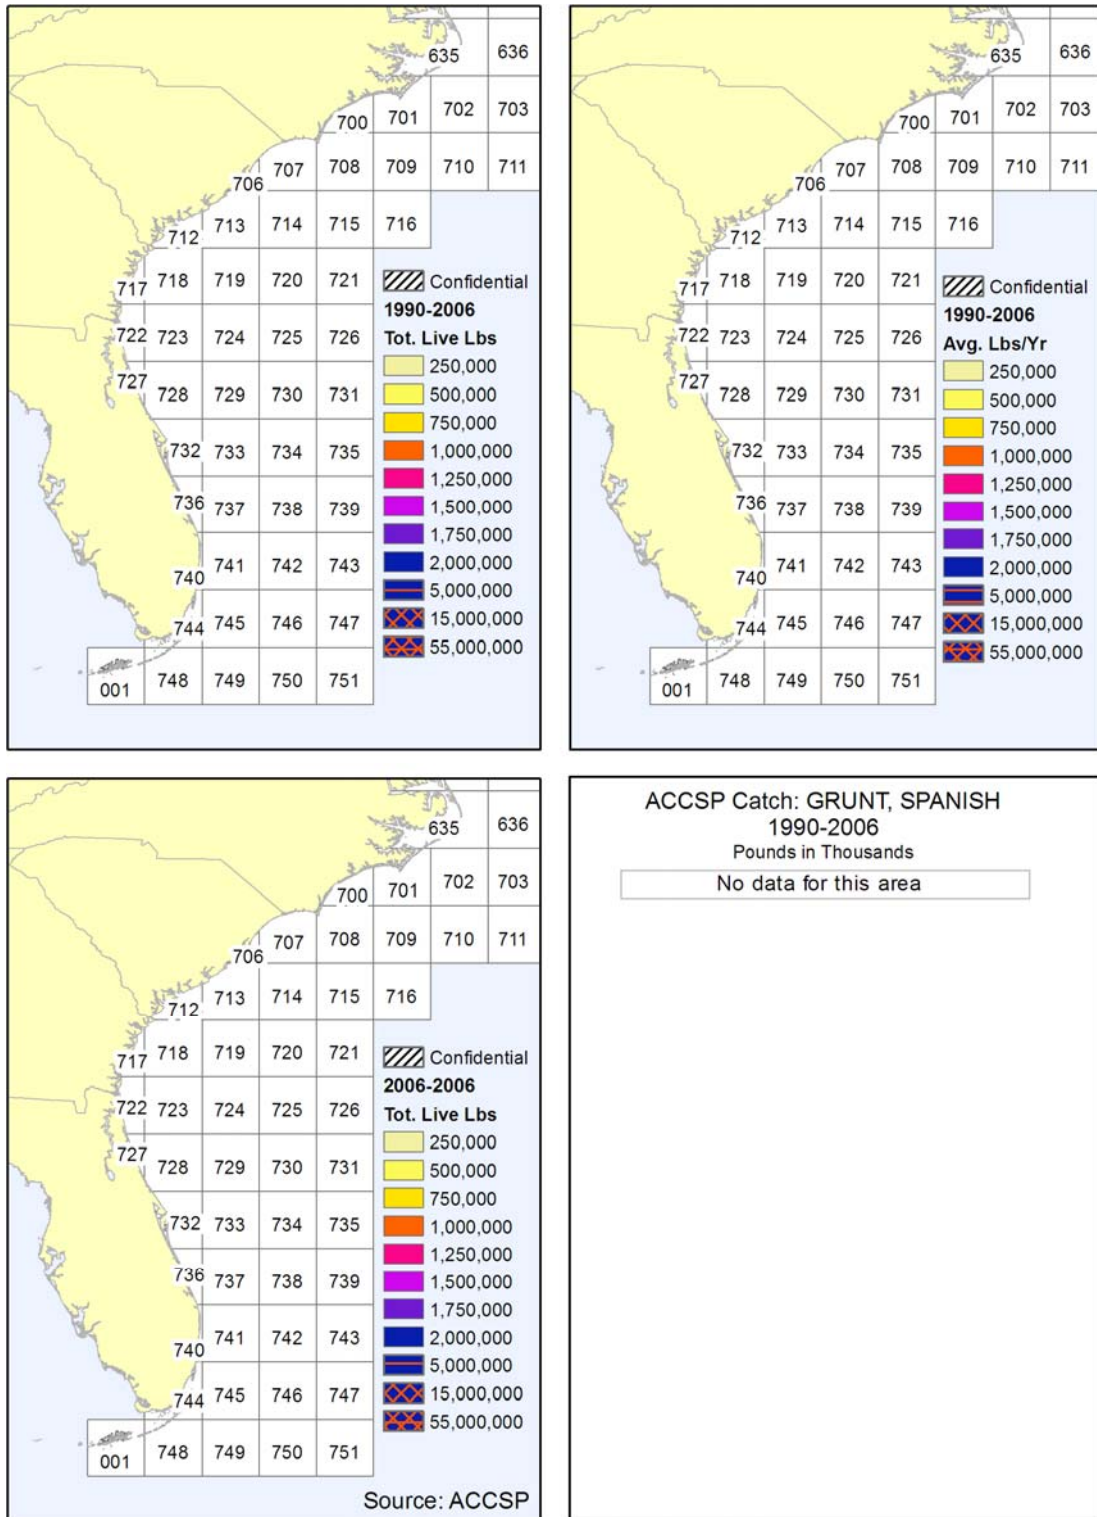 635 636
700 701 702 703
706 707 708 709 710 711
712 713 714 715 716
717 718 719 720 721
722 723 724 725 726
727 728 729 730 731
732 733 734 735
736 737 738 739
740 741 742 743
744 745 746 747
001 748 749 750 751
Confidential
1990-2006
Tot. Live Lbs
250,000
500,000
750,000
1,000,000
1,250,000
1,500,000
1,750,000
2,000,000
5,000,000
15,000,000
55,000,000
635 636
700 701 702 703
706 707 708 709 710 711
712 713 714 715 716
717 718 719 720 721
722 723 724 725 726
727 728 729 730 731
732 733 734 735
736 737 738 739
740 741 742 743
744 745 746 747
001 748 749 750 751
Confidential
1990-2006
Avg. Lbs/Yr
250,000
500,000
750,000
1,000,000
1,250,000
1,500,000
1,750,000
2,000,000
5,000,000
15,000,000
55,000,000
635 636
700 701 702 703
706 707 708 709 710 711
712 713 714 715 716
717 718 719 720 721
722 723 724 725 726
727 728 729 730 731
732 733 734 735
736 737 738 739
740 741 742 743
744 745 746 747
001 748 749 750 751
Confidential
2006-2006
Tot. Live Lbs
250,000
500,000
750,000
1,000,000
1,250,000
1,500,000
1,750,000
2,000,000
5,000,000
15,000,000
55,000,000
Source: ACCSP
ACCSP Catch: GRUNT, SPANISH
1990-2006
Pounds in Thousands
No data for this area